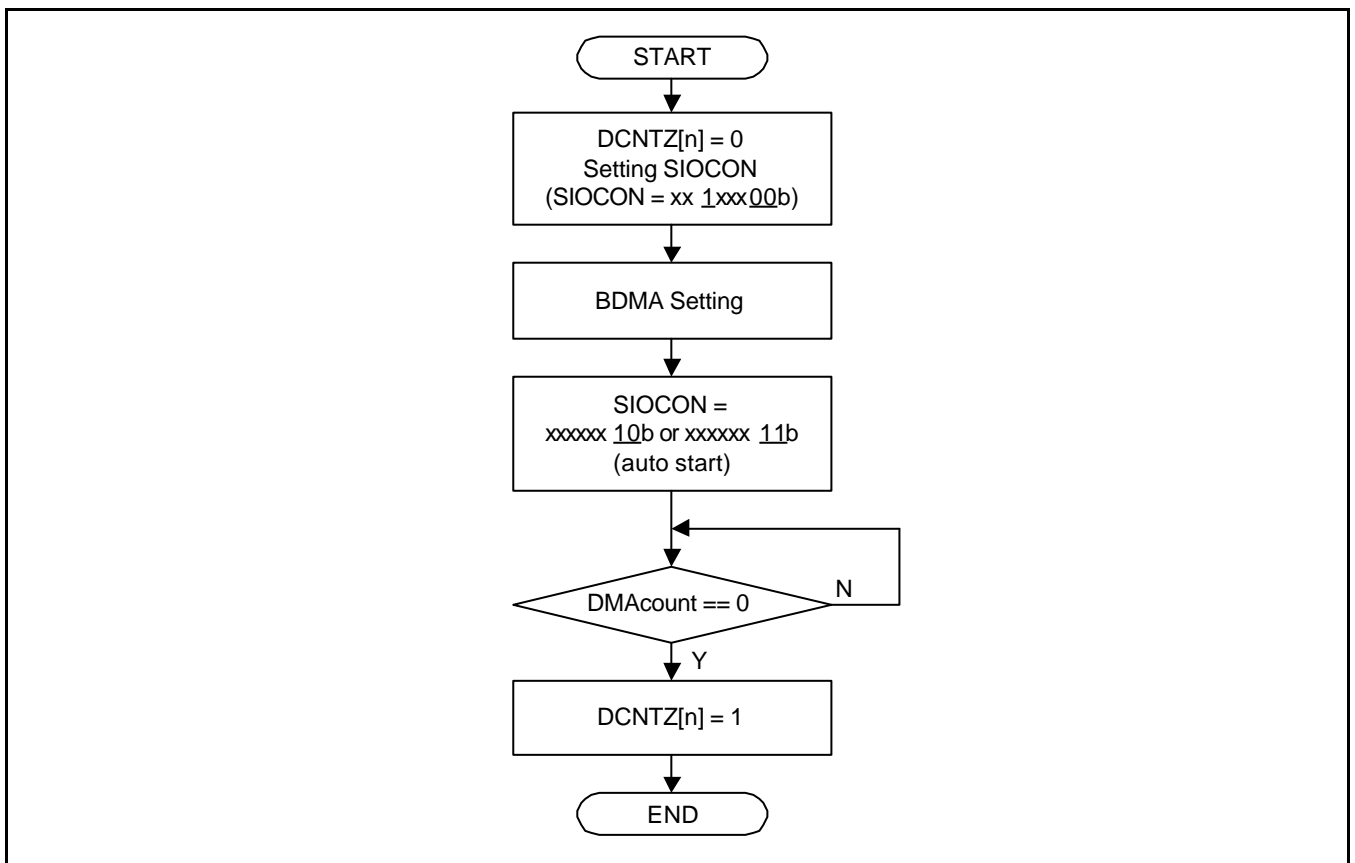 START
DCNTZ[n] = 0
Setting SIOCON
(SIOCON = xx 1xxx00b)
BDMA Setting
SIOCON =
xxxxxx 10b or xxxxxx 11b
(auto start)
DMAcount == 0
N
Y
DCNTZ[n] = 1
END